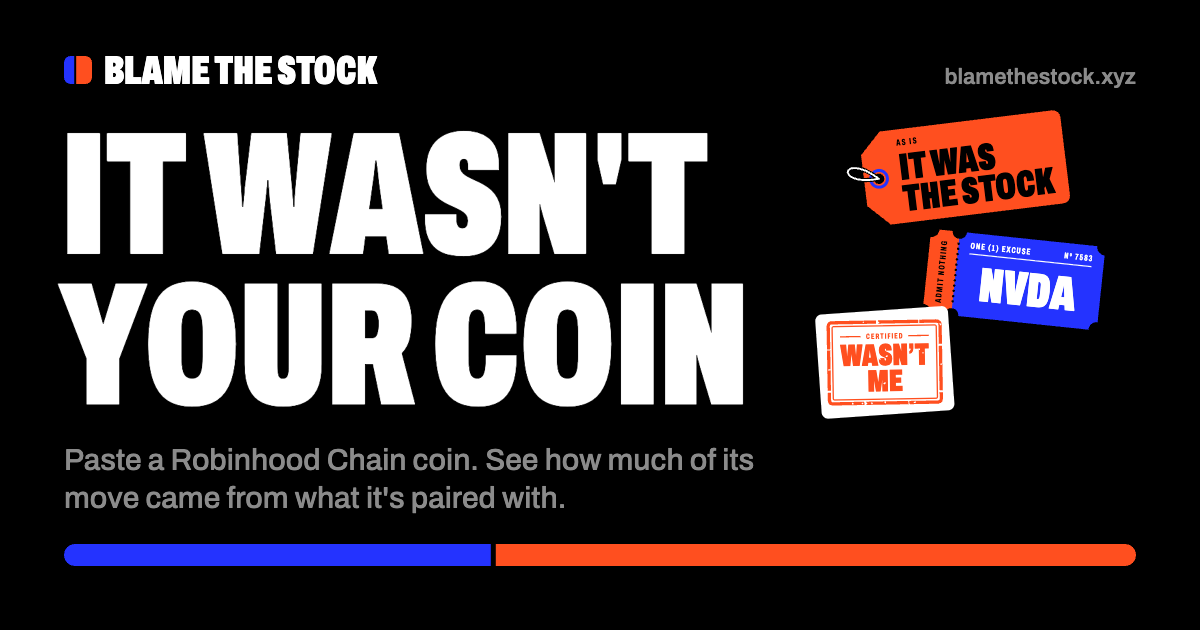 BLAME THE STOCK
blamethestock.xyz
IT WASN'T
YOUR COIN
AS IS
IT WAS
THE STOCK
ADMIT NOTHING
ONE (1) EXCUSE
Nº 7583
NVDA
CERTIFIED
WASN'T
ME
Paste a Robinhood Chain coin. See how much of its
move came from what it's paired with.